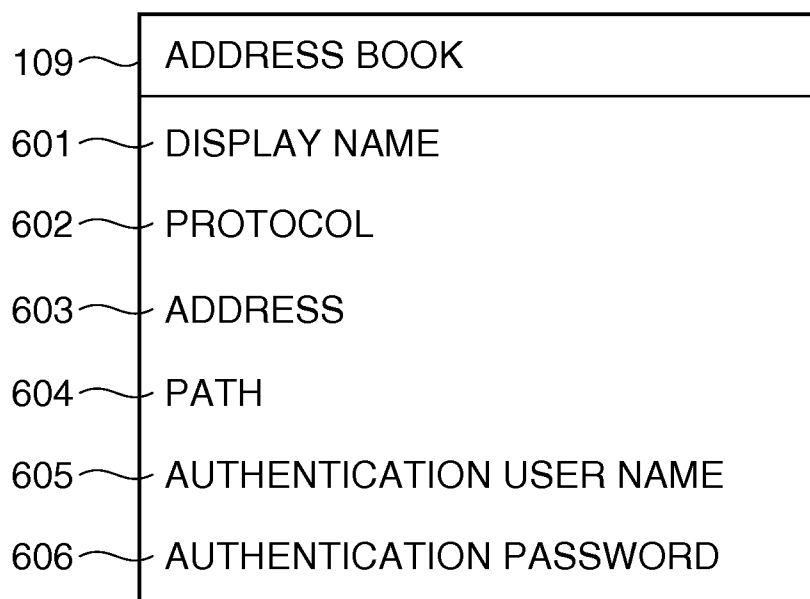 109 ADDRESS BOOK
601 DISPLAY NAME
602 PROTOCOL
603 ADDRESS
604 PATH
605 AUTHENTICATION USER NAME
606 AUTHENTICATION PASSWORD